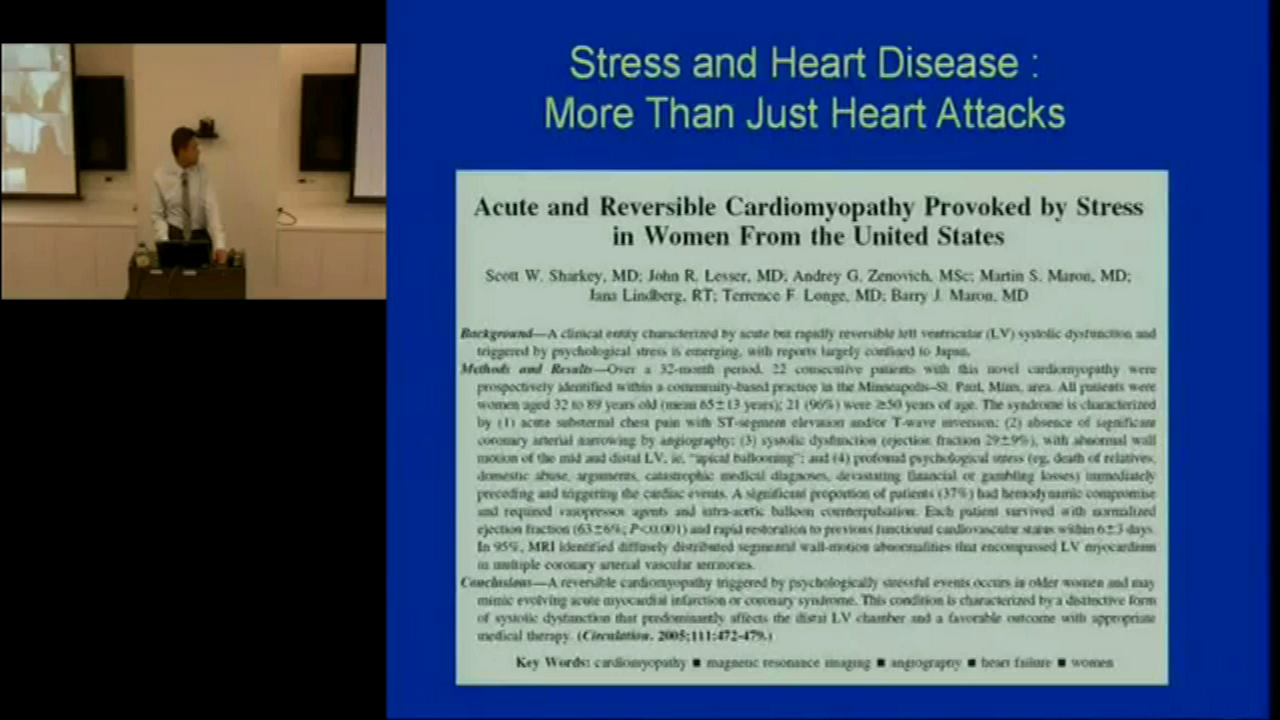 Stress and Heart Disease :
More Than Just Heart Attacks
Acute and Reversible Cardiomyopathy Provoked by Stress
in Women From the United States
Scott W. Sharkey, MD; John R. Lesser, MD; Andrey G. Zenovich, MSc; Martin S. Maron, MD;
Jana Lindberg, RT; Terrence F. Longe, MD; Barry J. Maron, MD
Background—A clinical entity characterized by acute but rapidly reversible left ventricular (LV) systolic dysfunction and
triggered by psychological stress is emerging, with reports largely confined to Japan.
Methods and Results—Over a 32-month period, 22 consecutive patients with this novel cardiomyopathy were
prospectively identified within a community-based practice in the Minneapolis–St. Paul, Minn, area. All patients were
women aged 32 to 89 years old (mean 65±13 years); 21 (96%) were ≥50 years of age. The syndrome is characterized
by (1) acute substernal chest pain with ST-segment elevation and/or T-wave inversion; (2) absence of significant
coronary arterial narrowing by angiography; (3) systolic dysfunction (ejection fraction 29±9%), with abnormal wall
motion of the mid and distal LV, ie, "apical ballooning"; and (4) profound psychological stress (eg, death of relatives,
domestic abuse, arguments, catastrophic medical diagnoses, devastating financial or gambling losses) immediately
preceding and triggering the cardiac events. A significant proportion of patients (37%) had hemodynamic compromise
and required vasopressor agents and intra-aortic balloon counterpulsation. Each patient survived with normalized
ejection fraction (63±6%; P<0.001) and rapid restoration to previous functional cardiovascular status within 6±3 days.
In 95%, MRI identified diffusely distributed segmental wall-motion abnormalities that encompassed LV myocardium
in multiple coronary arterial vascular territories.
Conclusions—A reversible cardiomyopathy triggered by psychologically stressful events occurs in older women and may
mimic evolving acute myocardial infarction or coronary syndrome. This condition is characterized by a distinctive form
of systolic dysfunction that predominantly affects the distal LV chamber and a favorable outcome with appropriate
medical therapy. (Circulation. 2005;111:472-479.)
Key Words: cardiomyopathy ■ magnetic resonance imaging ■ angiography ■ heart failure ■ women